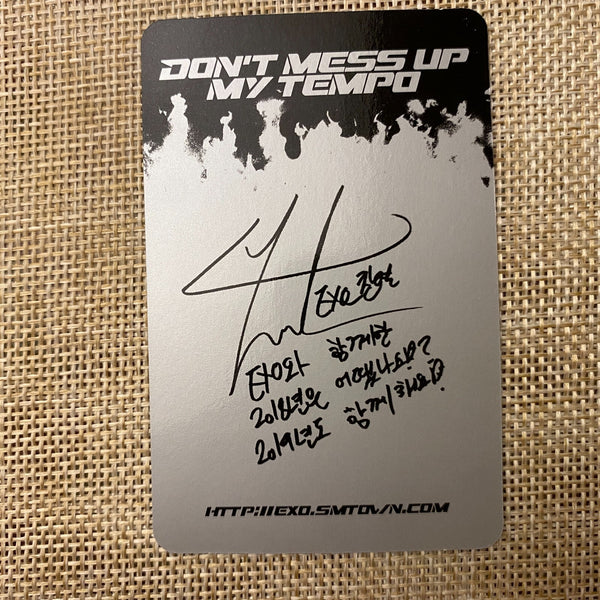 DON'T MESS UP
MY TEMPO
EXO 찬열
EXO와 함께한
2018년은 어땠나요?
2019년도 함께해요
HTTP://EXO.SMTOWN.COM